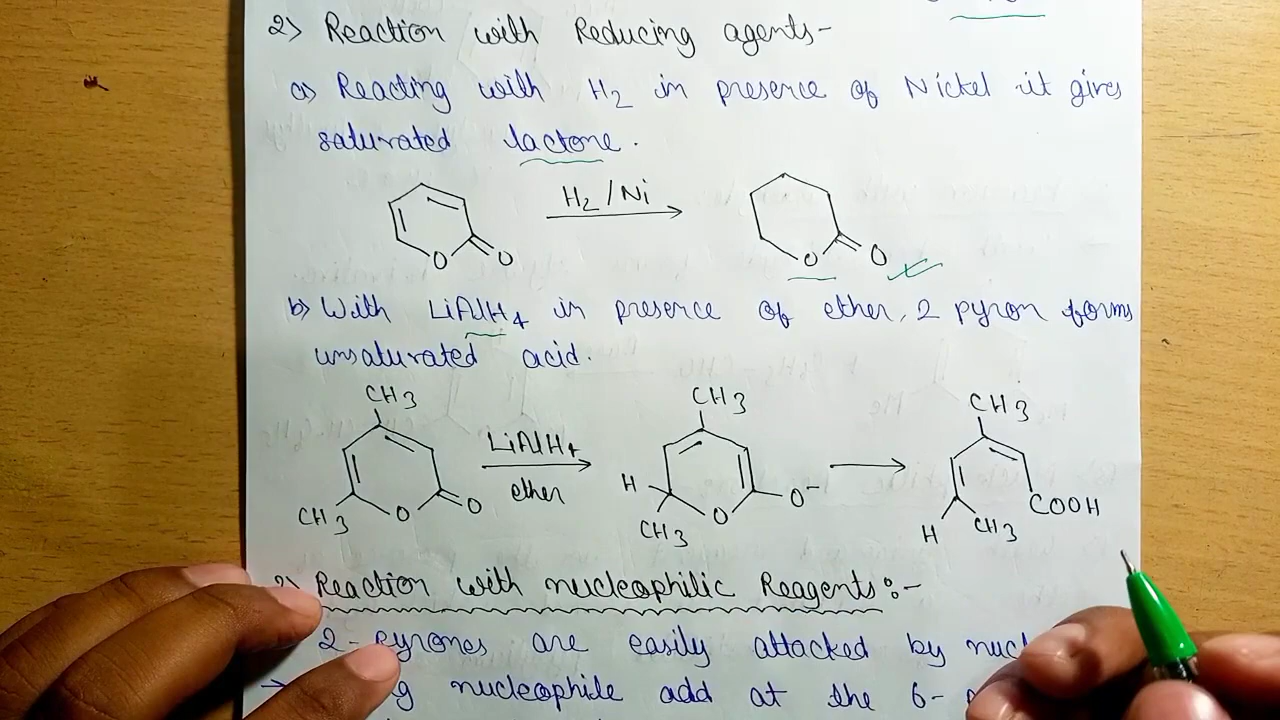 2) Reaction with Reducing agents-
a) Reacting with H2 in presence of Nickel it gives
saturated lactone.
H2/Ni
O O
O O
b) With LiAlH4 in presence of ether, 2 pyron forms
unsaturated acid.
CH3 CH3 CH3
LiAlH4
ether
H
O O-
COOH
CH3 O O
CH3
H CH3
Reaction with nucleophilic Reagents:-
2-Pyrones are easily attacked by
nucleophile add at the 6-